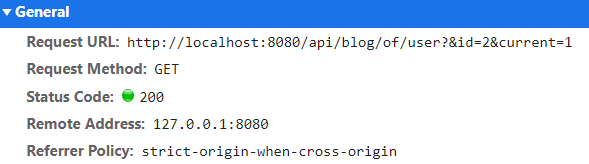 General
Request URL: http://localhost:8080/api/blog/of/user?&id=2&current=1
Request Method: GET
Status Code: 200
Remote Address: 127.0.0.1:8080
Referrer Policy: strict-origin-when-cross-origin